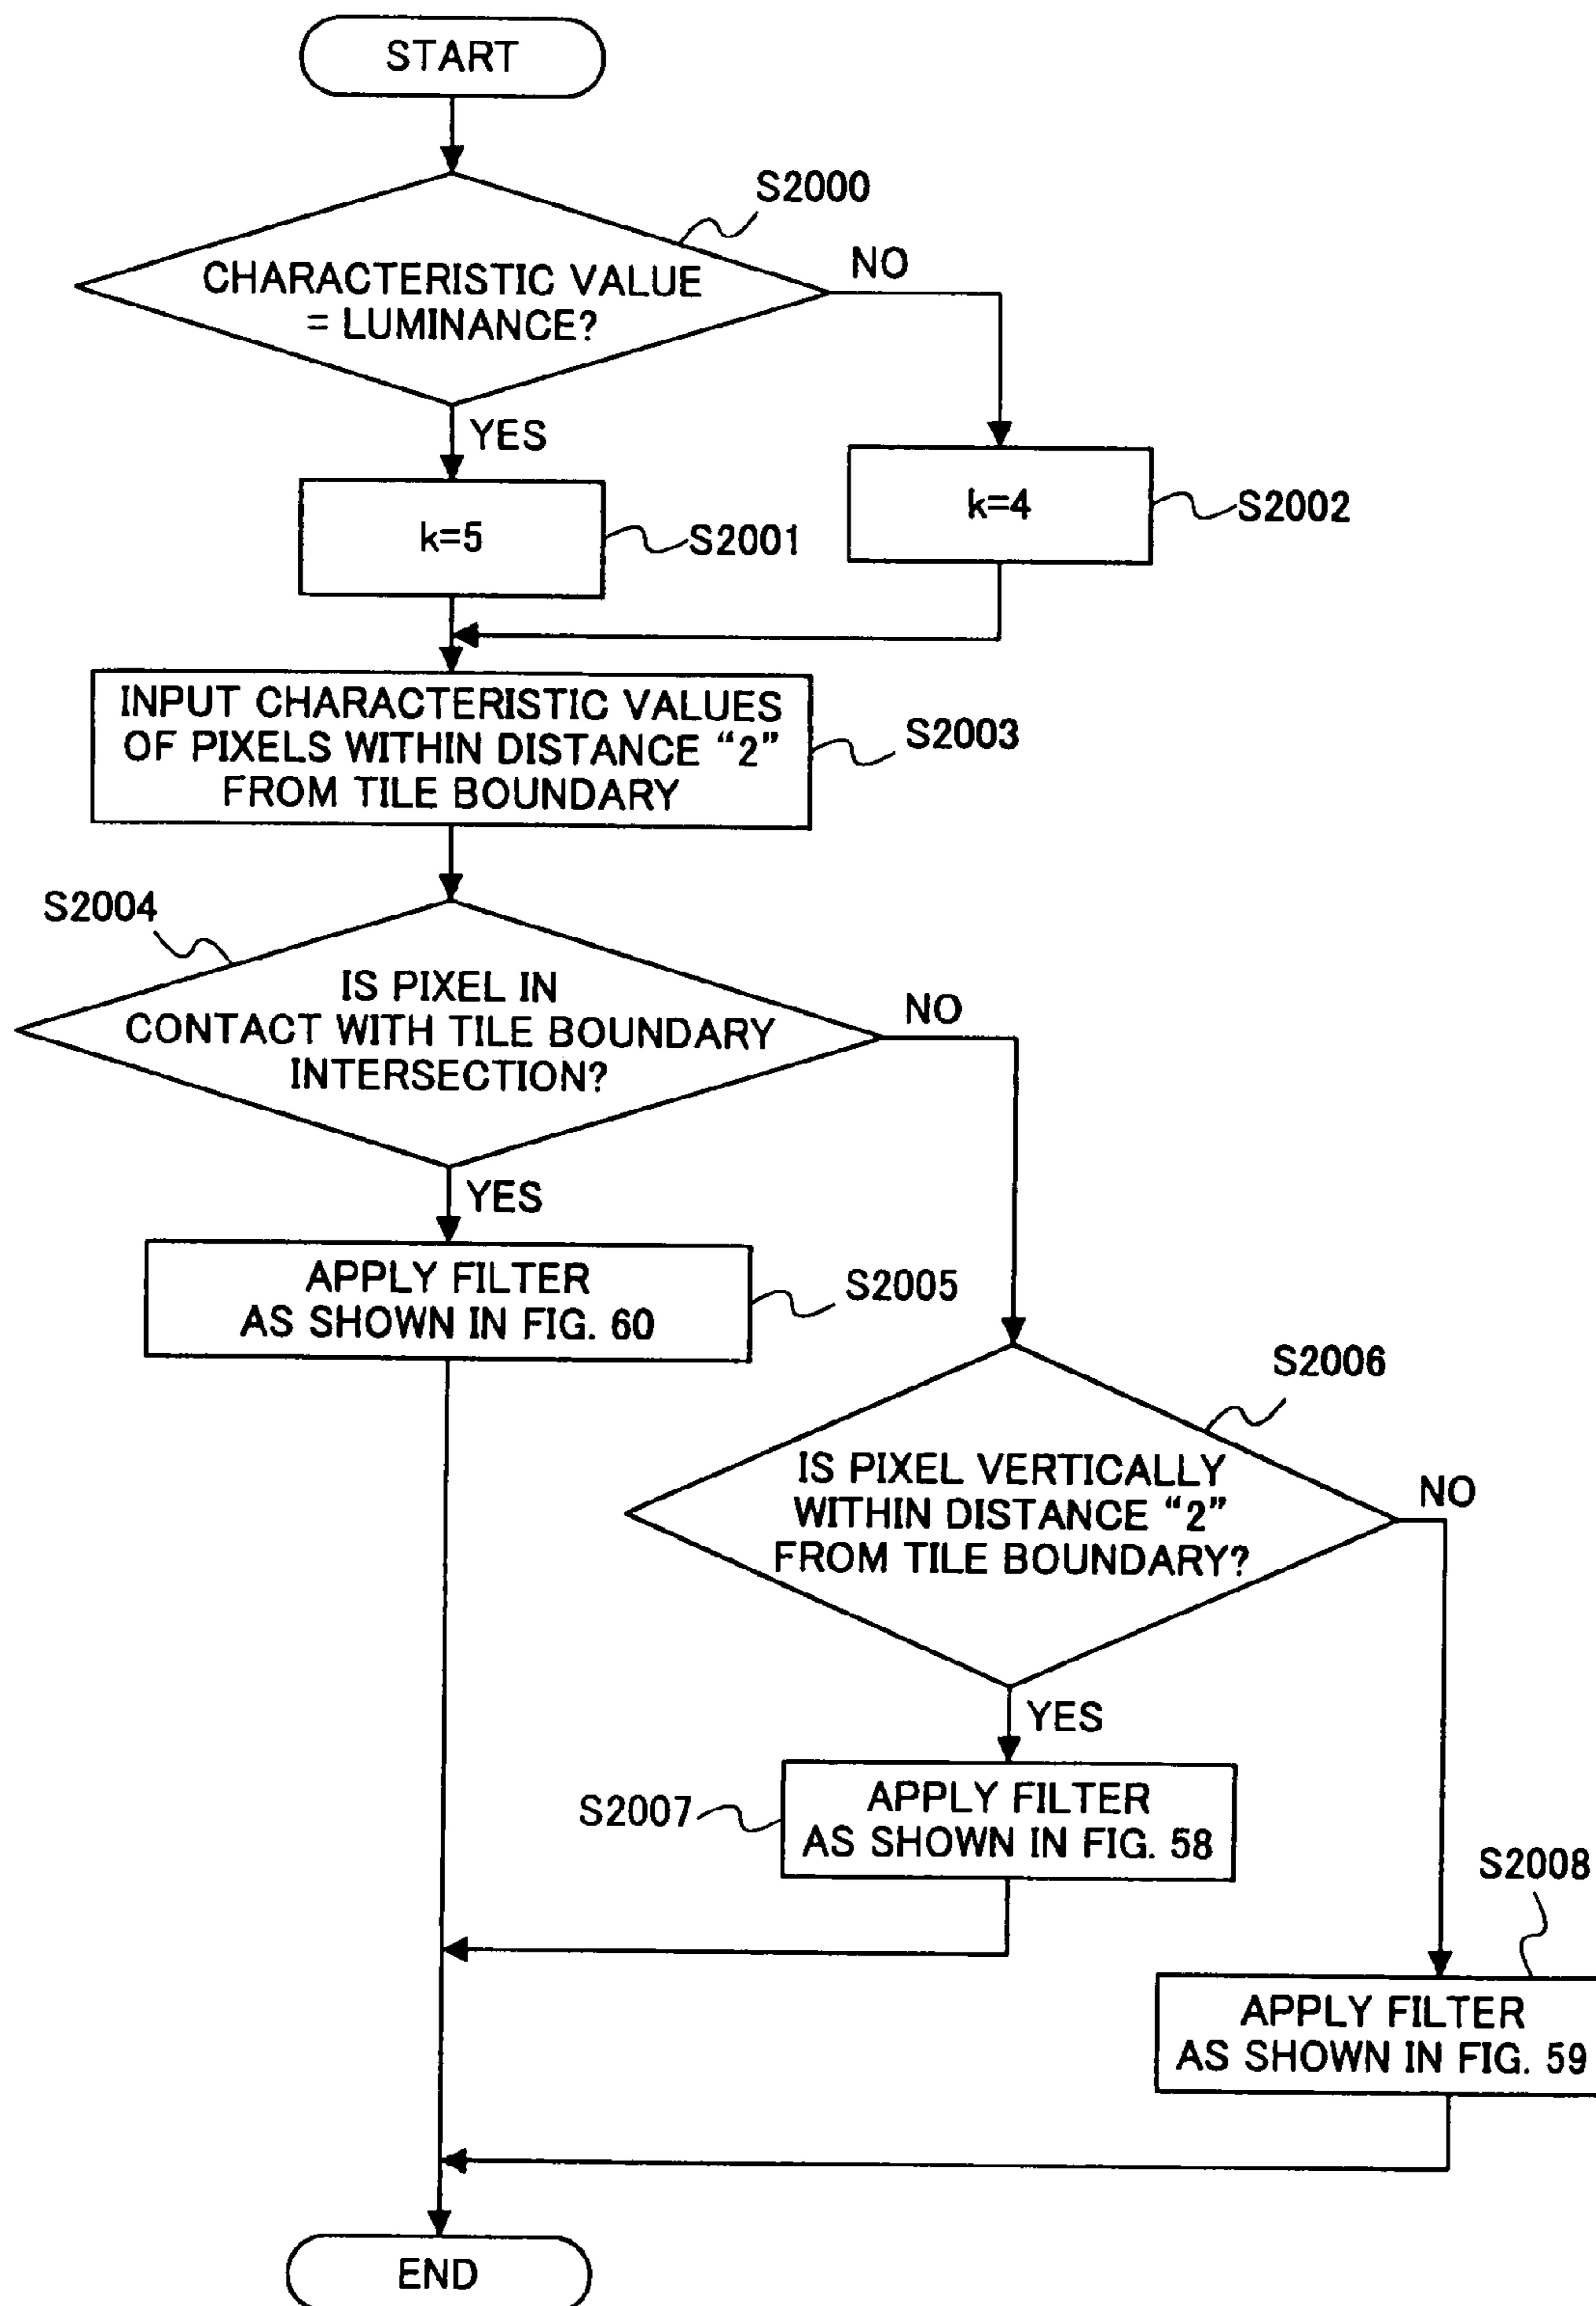 START
S2000
CHARACTERISTIC VALUE
= LUMINANCE?
NO
YES
k=5
S2001
k=4
S2002
INPUT CHARACTERISTIC VALUES
OF PIXELS WITHIN DISTANCE “2”
FROM TILE BOUNDARY
S2003
S2004
IS PIXEL IN
CONTACT WITH TILE BOUNDARY
INTERSECTION?
NO
YES
APPLY FILTER
AS SHOWN IN FIG. 60
S2005
S2006
IS PIXEL VERTICALLY
WITHIN DISTANCE “2”
FROM TILE BOUNDARY?
NO
YES
S2007
APPLY FILTER
AS SHOWN IN FIG. 58
S2008
APPLY FILTER
AS SHOWN IN FIG. 59
END